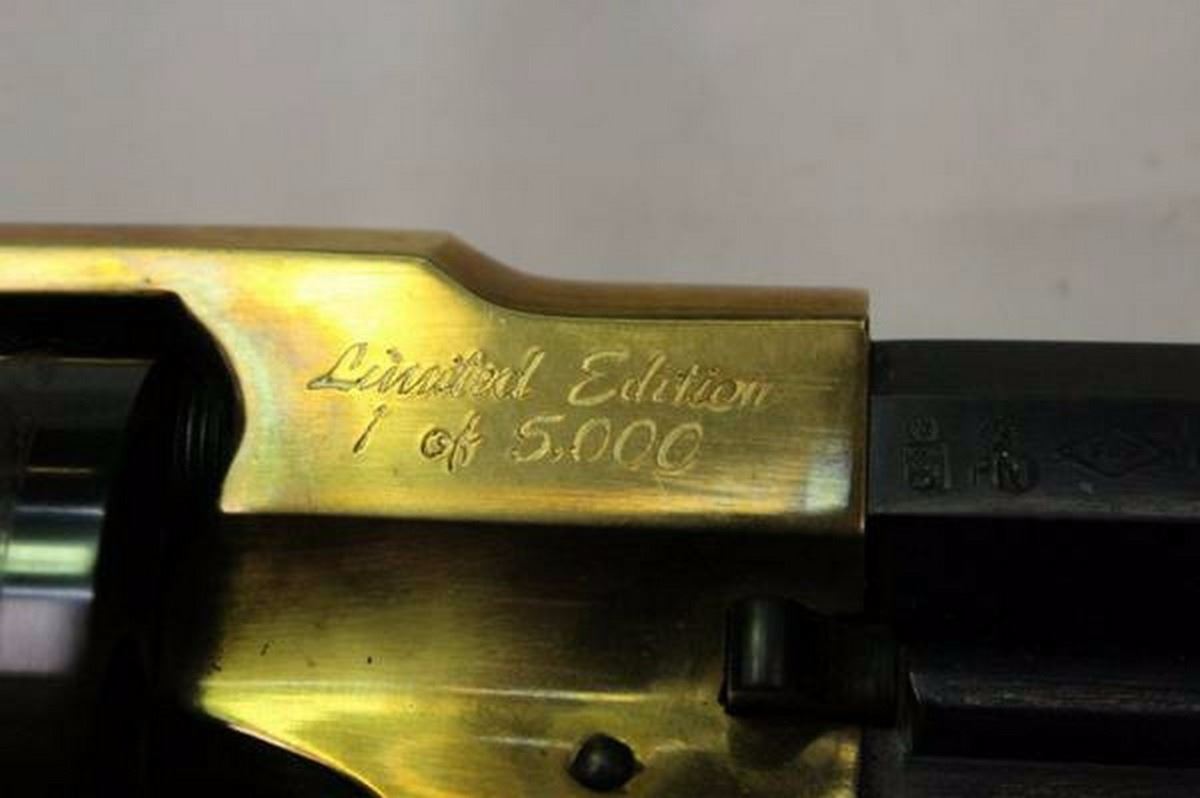 Limited Edition
1 of 5.000